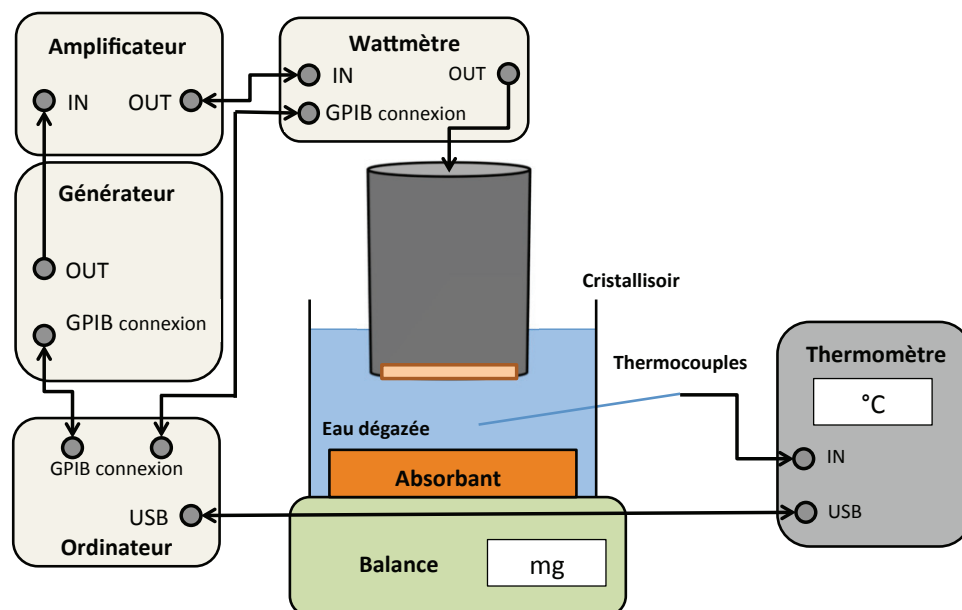 Amplificateur
IN
OUT
Wattmètre
IN
OUT
GPIB connexion
Générateur
OUT
GPIB connexion
Cristallisoir
Thermocouples
Thermomètre
°C
IN
USB
Eau dégazée
Absorbant
GPIB connexion
USB
Ordinateur
Balance
mg